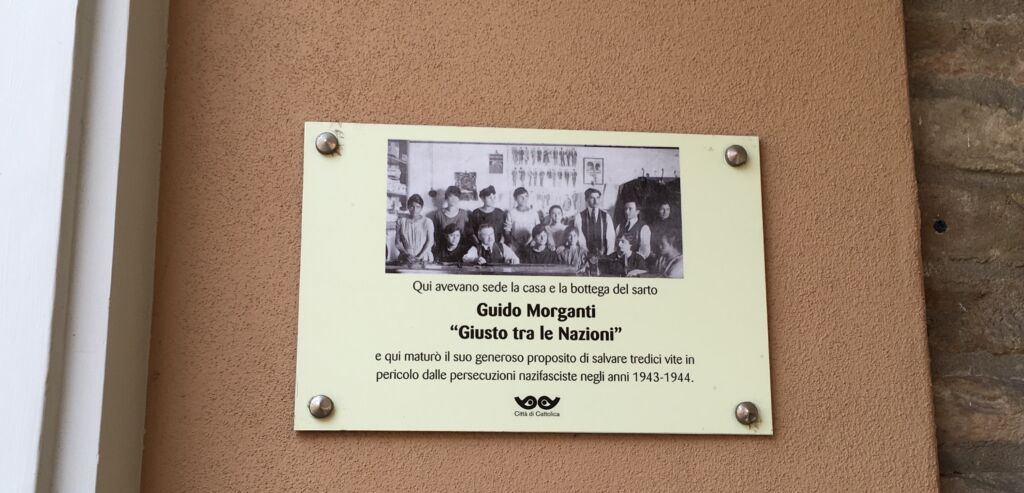 Qui avevano sede la casa e la bottega del sarto
Guido Morganti
“Giusto tra le Nazioni”
e qui maturò il suo generoso proposito di salvare tredici vite in
pericolo dalle persecuzioni nazifasciste negli anni 1943-1944.
Città di Cattolica